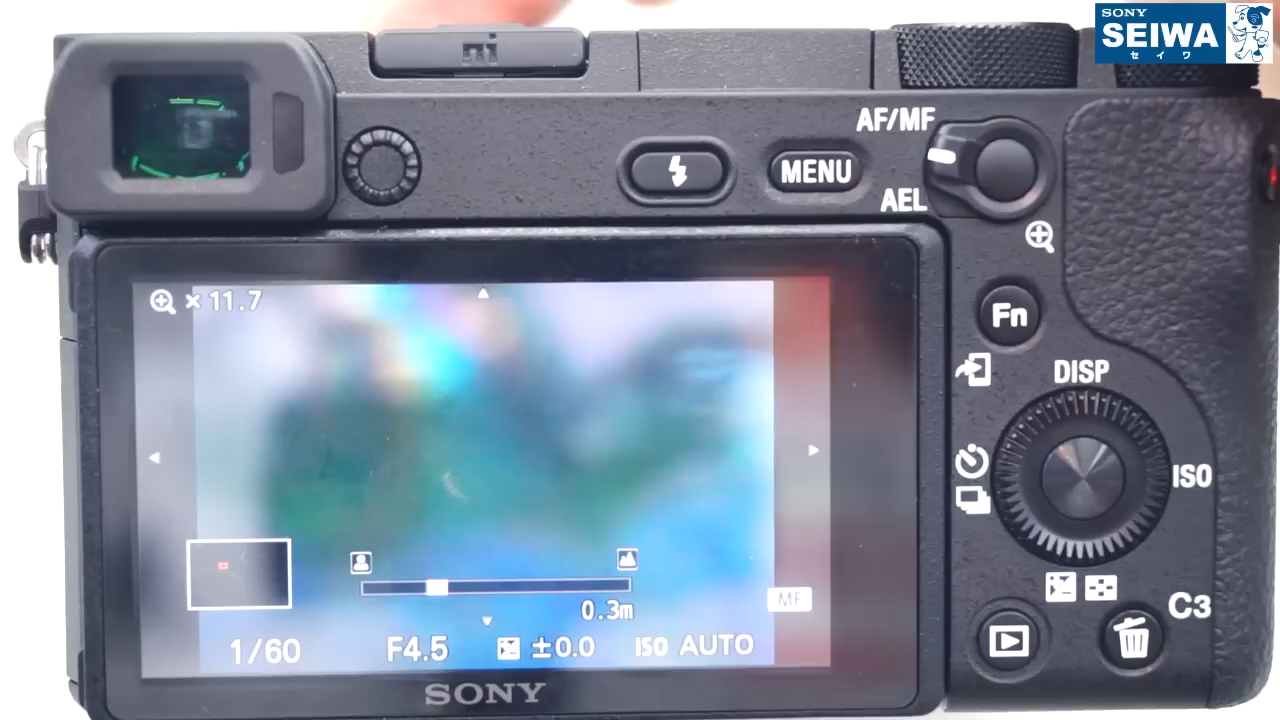 SONY
SEIWA
セイワ
AF/MF
MENU
AEL
× 11.7
Fn
DISP
ISO
0.3m
MF
C3
1/60
F4.5
±0.0
ISO AUTO
SONY